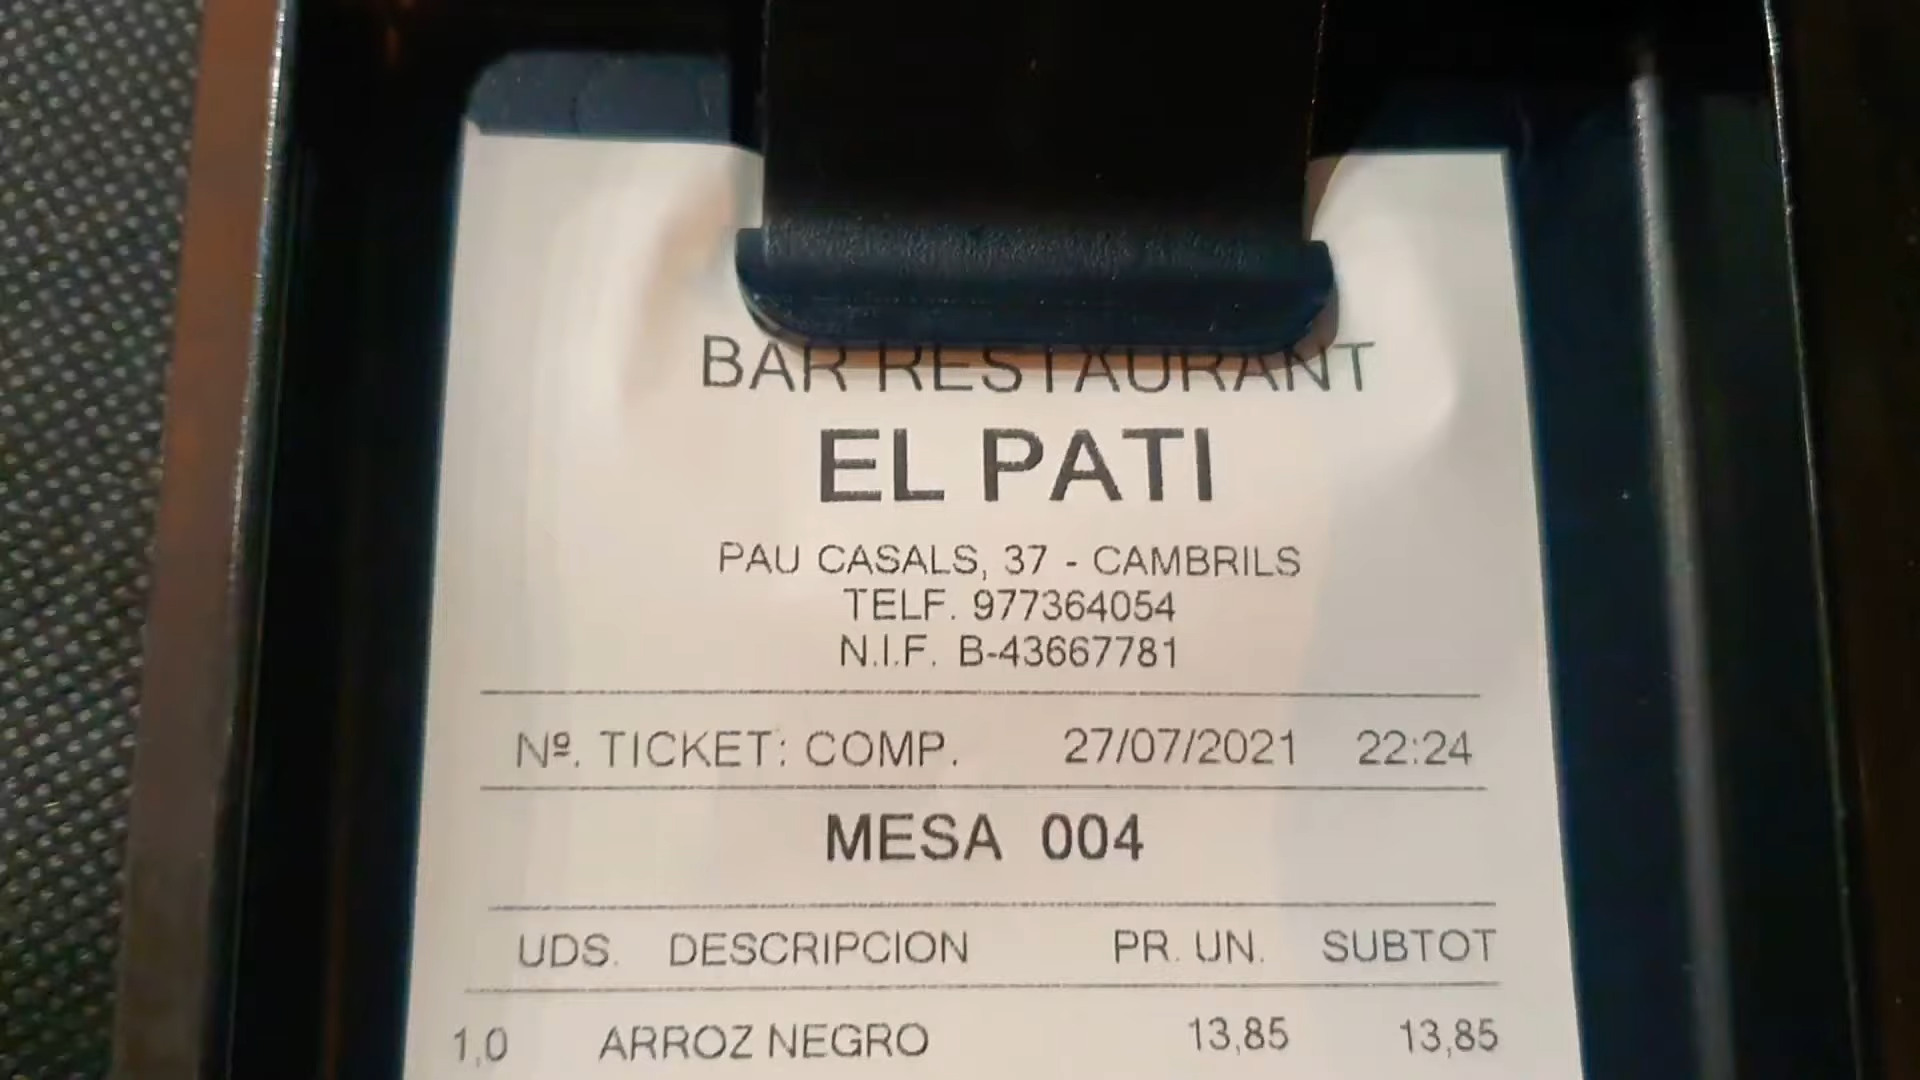 BAR RESTAURANT
EL PATI
PAU CASALS, 37 - CAMBRILS
TELF. 977364054
N.I.F. B-43667781
Nº. TICKET: COMP. 27/07/2021 22:24
MESA 004
UDS. DESCRIPCION PR. UN. SUBTOT
1,0 ARROZ NEGRO 13,85 13,85